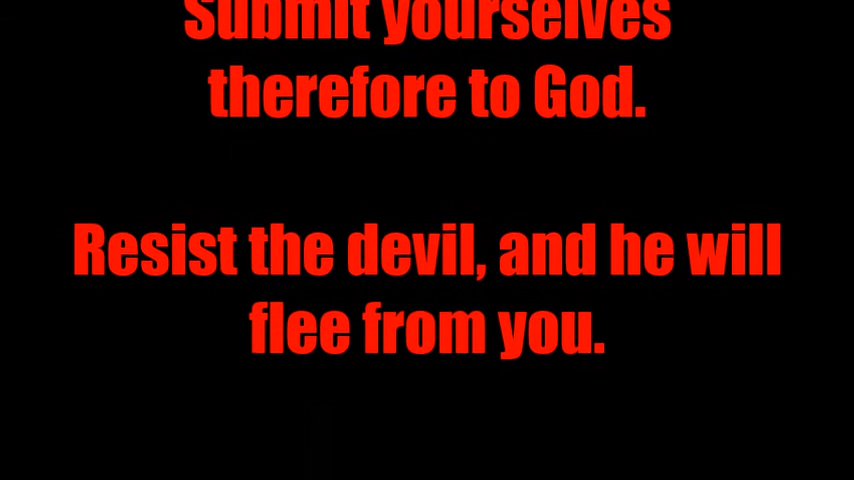 Submit yourselves
therefore to God.
Resist the devil, and he will
flee from you.